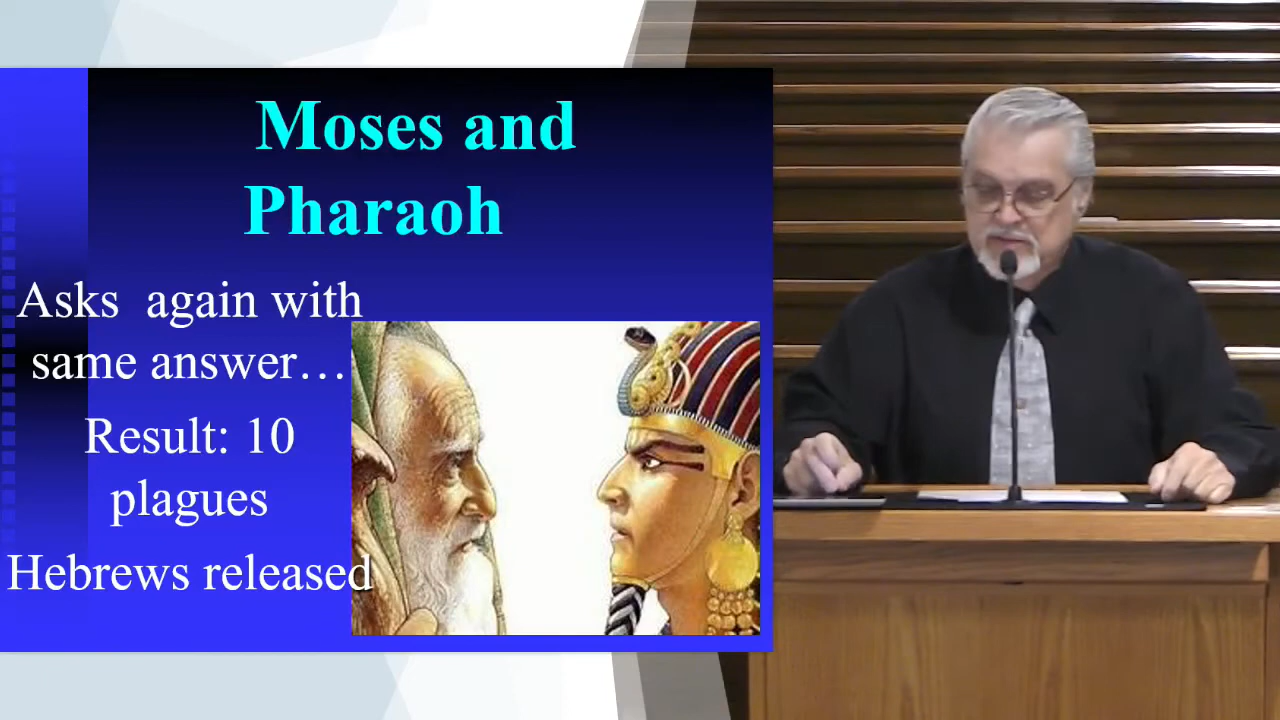 Moses and
Pharaoh
Asks again with
same answer…
Result: 10
plagues
Hebrews released